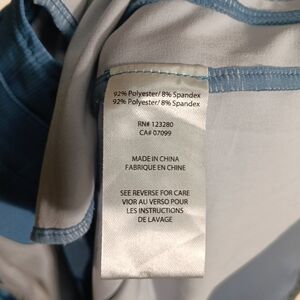 92% Polyester/ 8% Spandex
92% Polyester/ 8% Spandex
RN# 123280
CA# 07099
MADE IN CHINA
FABRIQUE EN CHINE
SEE REVERSE FOR CARE
VIOR AU VERSO POUR
LES INSTRUCTIONS
DE LAVAGE